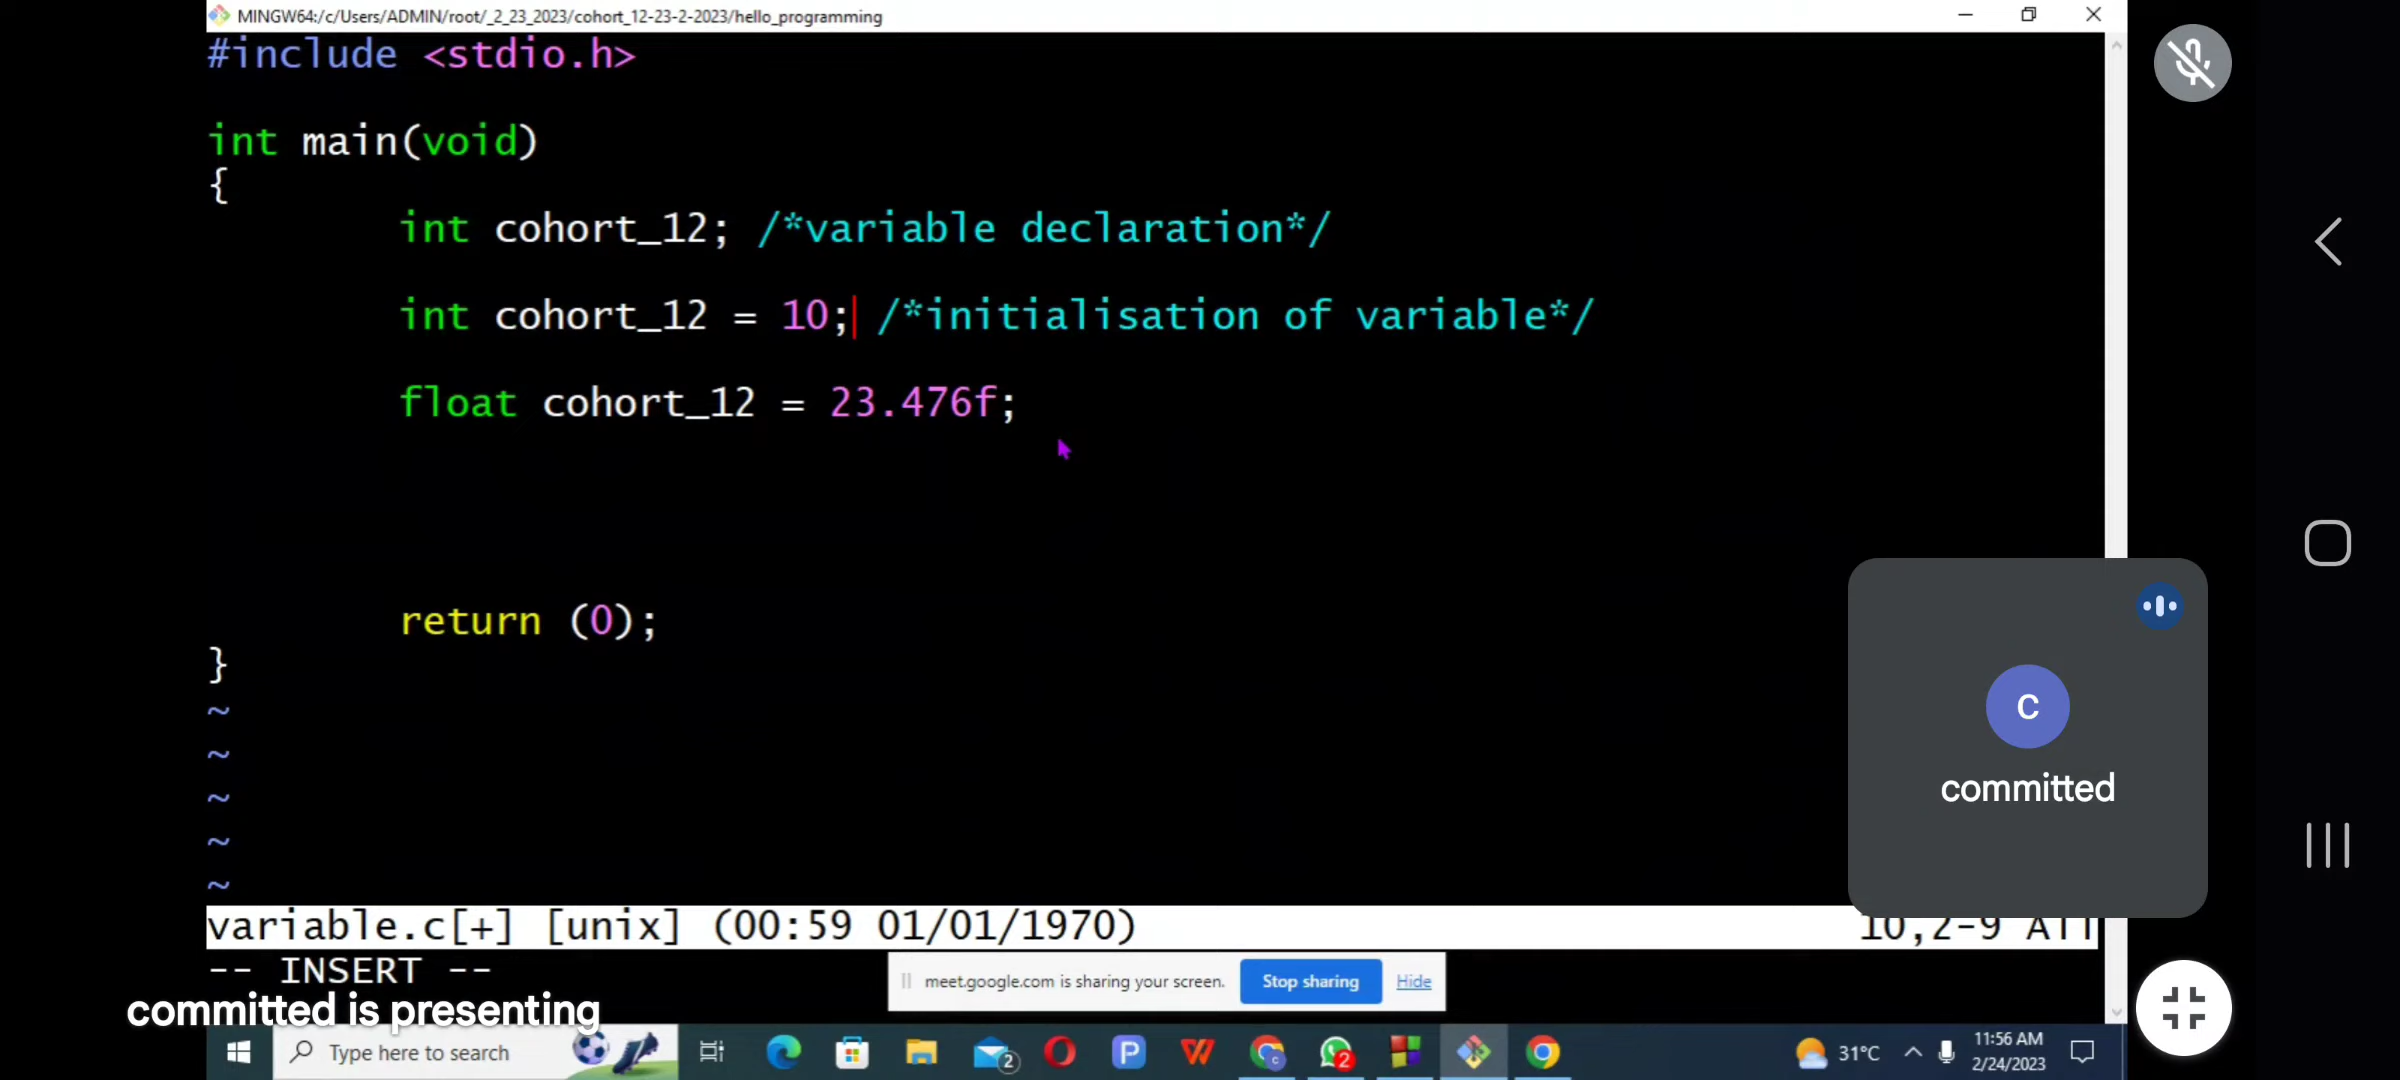 MINGW64:/c/Users/ADMIN/root/_2_23_2023/cohort_12-23-2-2023/hello_programming
#include <stdio.h>
int main(void)
{
int cohort_12; /*variable declaration*/
int cohort_12 = 10; /*initialisation of variable*/
float cohort_12 = 23.476f;
return (0);
}
~
~
~
~
~
C
committed
variable.c[+] [unix] (00:59 01/01/1970) 10,2-9 All
-- INSERT --
meet.google.com is sharing your screen. Stop sharing Hide
committed is presenting
Type here to search
2
2
31°C
11:56 AM
2/24/2023